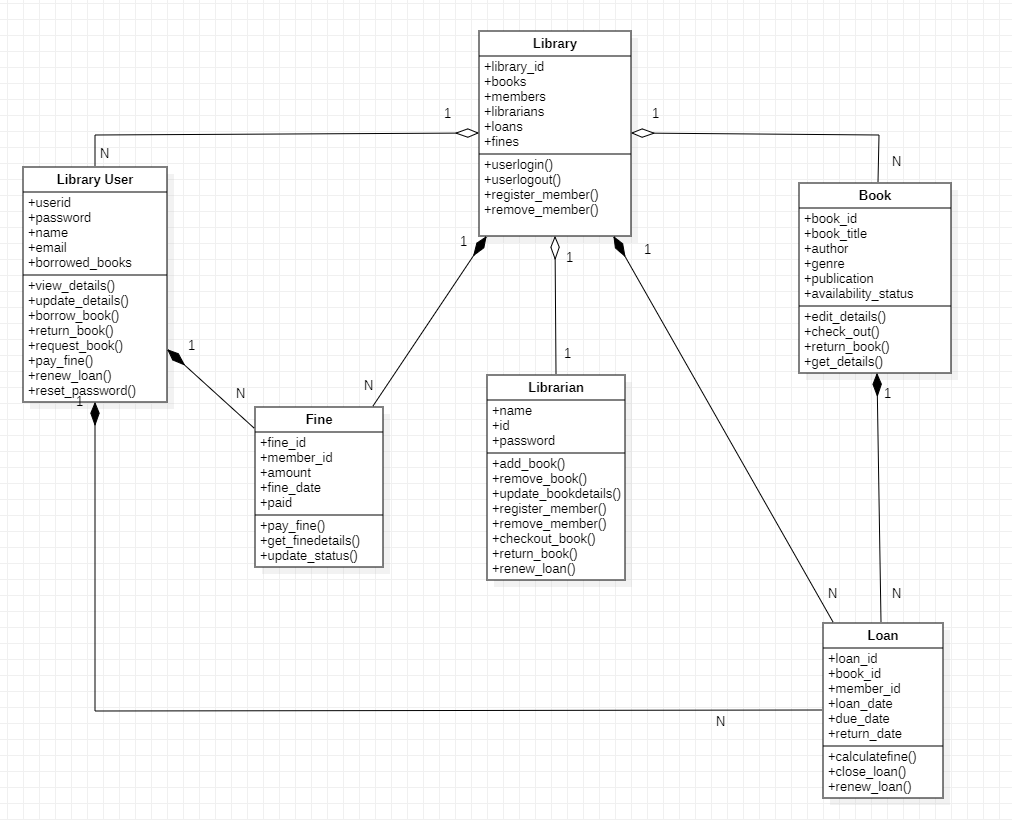 Library
+library_id
+books
+members
+librarians
+loans
+fines
+userlogin()
+userlogout()
+register_member()
+remove_member()
1
1
N
N
Library User
+userid
+password
+name
+email
+borrowed_books
+view_details()
+update_details()
+borrow_book()
+return_book()
+request_book()
+pay_fine()
+renew_loan()
+reset_password()
Book
+book_id
+book_title
+author
+genre
+publication
+availability_status
+edit_details()
+check_out()
+return_book()
+get_details()
1
1
1
1
N
N
1
1
1
Fine
+fine_id
+member_id
+amount
+fine_date
+paid
+pay_fine()
+get_finedetails()
+update_status()
Librarian
+name
+id
+password
+add_book()
+remove_book()
+update_bookdetails()
+register_member()
+remove_member()
+checkout_book()
+return_book()
+renew_loan()
N
N
Loan
+loan_id
+book_id
+member_id
+loan_date
+due_date
+return_date
+calculatefine()
+close_loan()
+renew_loan()
N